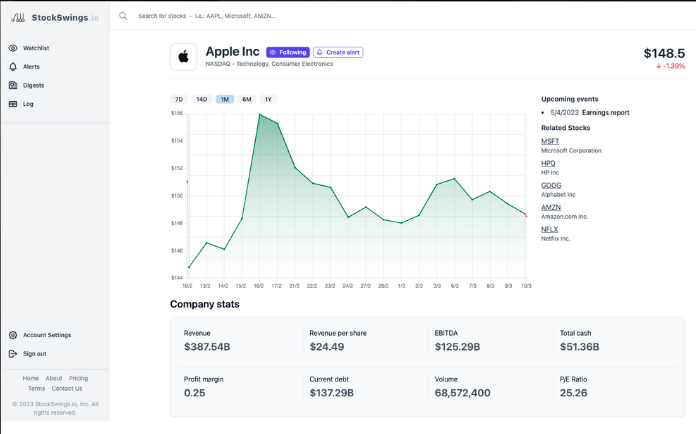 StockSwings.io
Search for stocks - i.e.: AAPL, Microsoft, AMZN...
Watchlist
Alerts
Digests
Log
Account Settings
Sign out
Home About Pricing
Terms Contact Us
© 2023 StockSwings.io, Inc. All
rights reserved.
Apple Inc Following Create alert
NASDAQ - Technology, Consumer Electronics
$148.5
↓ -1.39%
7D 14D 1M 6M 1Y
$156
$154
$152
$150
$148
$146
$144
10/2 13/2 14/2 15/2 16/2 17/2 21/2 22/2 23/2 24/2 27/2 28/2 1/3 2/3 3/3 6/3 7/3 8/3 9/3 10/3
Upcoming events
• 5/4/2023 Earnings report
Related Stocks
MSFT
Microsoft Corporation
HPQ
HP Inc
GOOG
Alphabet Inc
AMZN
Amazon.com Inc.
NFLX
Netflix Inc.
Company stats
Revenue Revenue per share EBITDA Total cash
$387.54B $24.49 $125.29B $51.36B
Profit margin Current debt Volume P/E Ratio
0.25 $137.29B 68,572,400 25.26